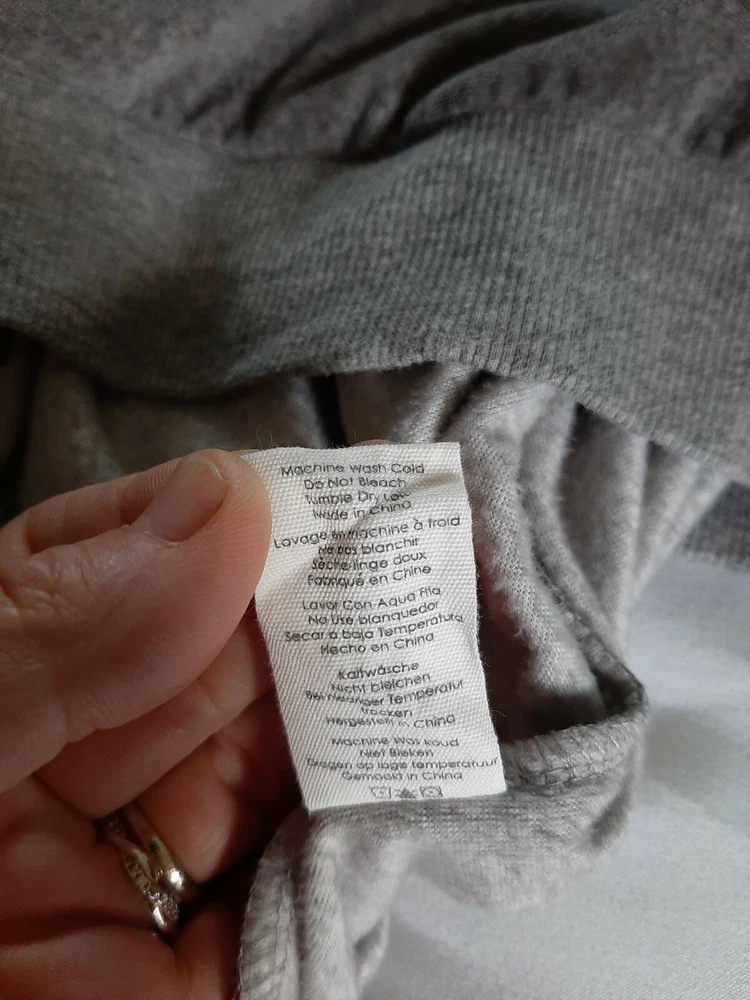 Machine Wash Cold
Do Not Bleach
Tumble Dry Low
Made in China
Lavage en machine à froid
Ne pas blanchir
Sèche-linge doux
Fabriqué en Chine
Lavar Con Aqua Fria
No Use blanquedor
Secar a baja Temperatura
Hecho en China
Kaltwäsche
Nicht bleichen
Bei niedriger Temperatur
trocken
Hergestellt in China
Machine Was koud
Niet Bleken
Drogen op lage temperatuur
Gemaakt in China